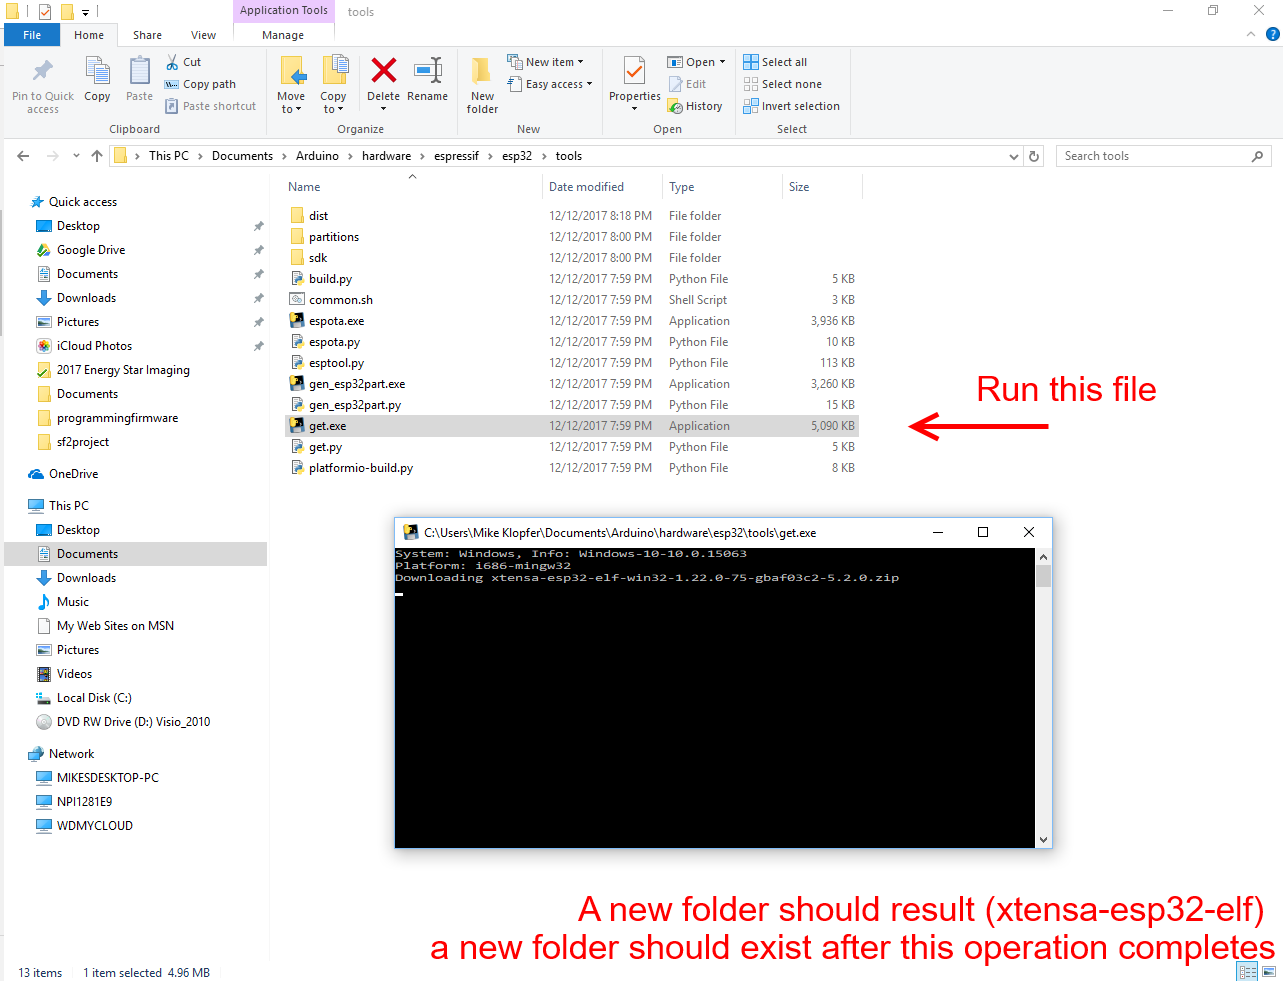 Application Tools tools
File Home Share View Manage
Pin to Quick access
Copy
Paste
Cut
Copy path
Paste shortcut
Clipboard
Move to
Copy to
Delete
Rename
Organize
New folder
New item
Easy access
New
Properties
Open
Edit
History
Open
Select all
Select none
Invert selection
Select
This PC > Documents > Arduino > hardware > espressif > esp32 > tools
Search tools
Quick access
Desktop
Google Drive
Documents
Downloads
Pictures
iCloud Photos
2017 Energy Star Imaging
Documents
programmingfirmware
sf2project
OneDrive
This PC
Desktop
Documents
Downloads
Music
My Web Sites on MSN
Pictures
Videos
Local Disk (C:)
DVD RW Drive (D:) Visio_2010
Network
MIKESDESKTOP-PC
NPI1281E9
WDMYCLOUD
Name Date modified Type Size
dist 12/12/2017 8:18 PM File folder
partitions 12/12/2017 8:00 PM File folder
sdk 12/12/2017 8:00 PM File folder
build.py 12/12/2017 7:59 PM Python File 5 KB
common.sh 12/12/2017 7:59 PM Shell Script 3 KB
espota.exe 12/12/2017 7:59 PM Application 3,936 KB
espota.py 12/12/2017 7:59 PM Python File 10 KB
esptool.py 12/12/2017 7:59 PM Python File 113 KB
gen_esp32part.exe 12/12/2017 7:59 PM Application 3,260 KB
gen_esp32part.py 12/12/2017 7:59 PM Python File 15 KB
get.exe 12/12/2017 7:59 PM Application 5,090 KB
get.py 12/12/2017 7:59 PM Python File 5 KB
platformio-build.py 12/12/2017 7:59 PM Python File 8 KB
Run this file
C:\Users\Mike Klopfer\Documents\Arduino\hardware\esp32\tools\get.exe
System: Windows, Info: Windows-10-10.0.15063
Platform: i686-mingw32
Downloading xtensa-esp32-elf-win32-1.22.0-75-gbaf03c2-5.2.0.zip
A new folder should result (xtensa-esp32-elf)
a new folder should exist after this operation completes
13 items 1 item selected 4.96 MB